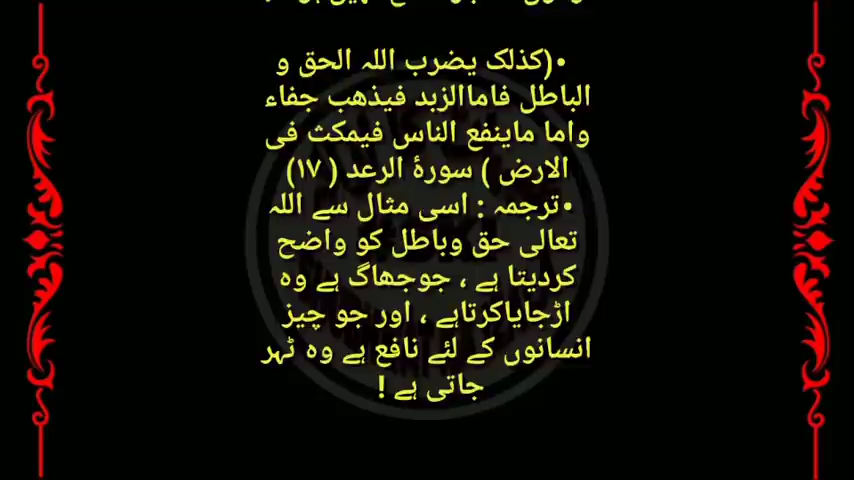 •(کذلک یضرب اللہ الحق و
الباطل فاماالزبد فیذھب جفاء
واما ماینفع الناس فیمکث فی
الارض ) سورۂ الرعد ( ۱۷)
•ترجمہ : اسی مثال سے اللہ
تعالی حق وباطل کو واضح
کردیتا ہے ، جوجھاگ ہے وہ
اڑجایاکرتاہے ، اور جو چیز
انسانوں کے لئے نافع ہے وہ ٹہر
جاتی ہے !